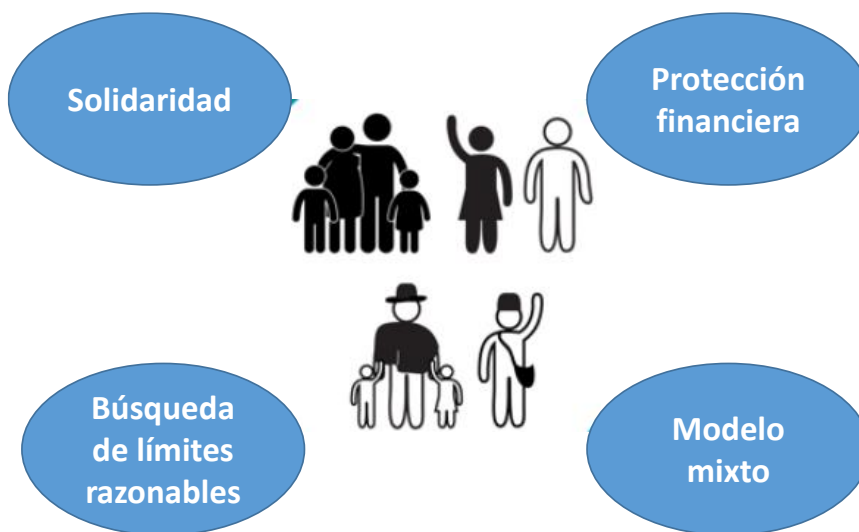 Solidaridad
Protección
financiera
Búsqueda
de límites
razonables
Modelo
mixto